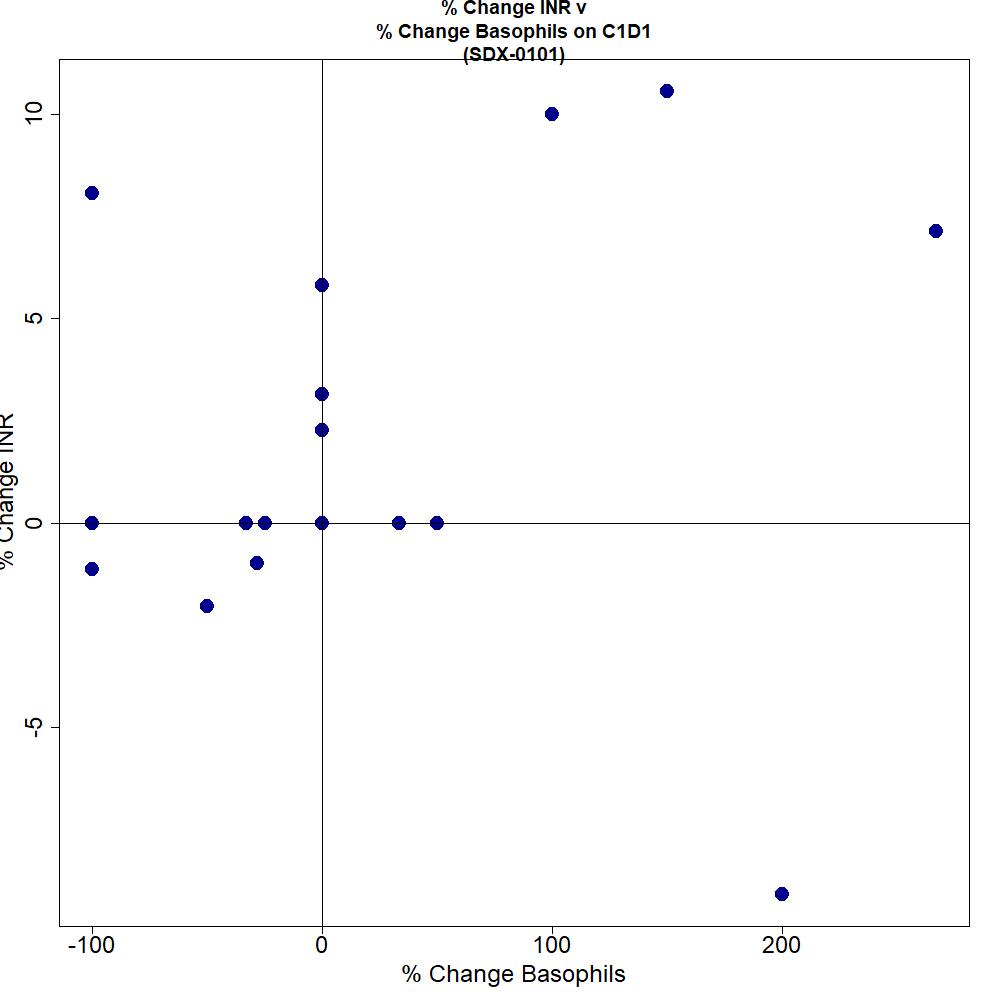 % Change INR v
% Change Basophils on C1D1
(SDX-0101)
10
5
0
-5
% Change INR
-100
0
100
200
% Change Basophils